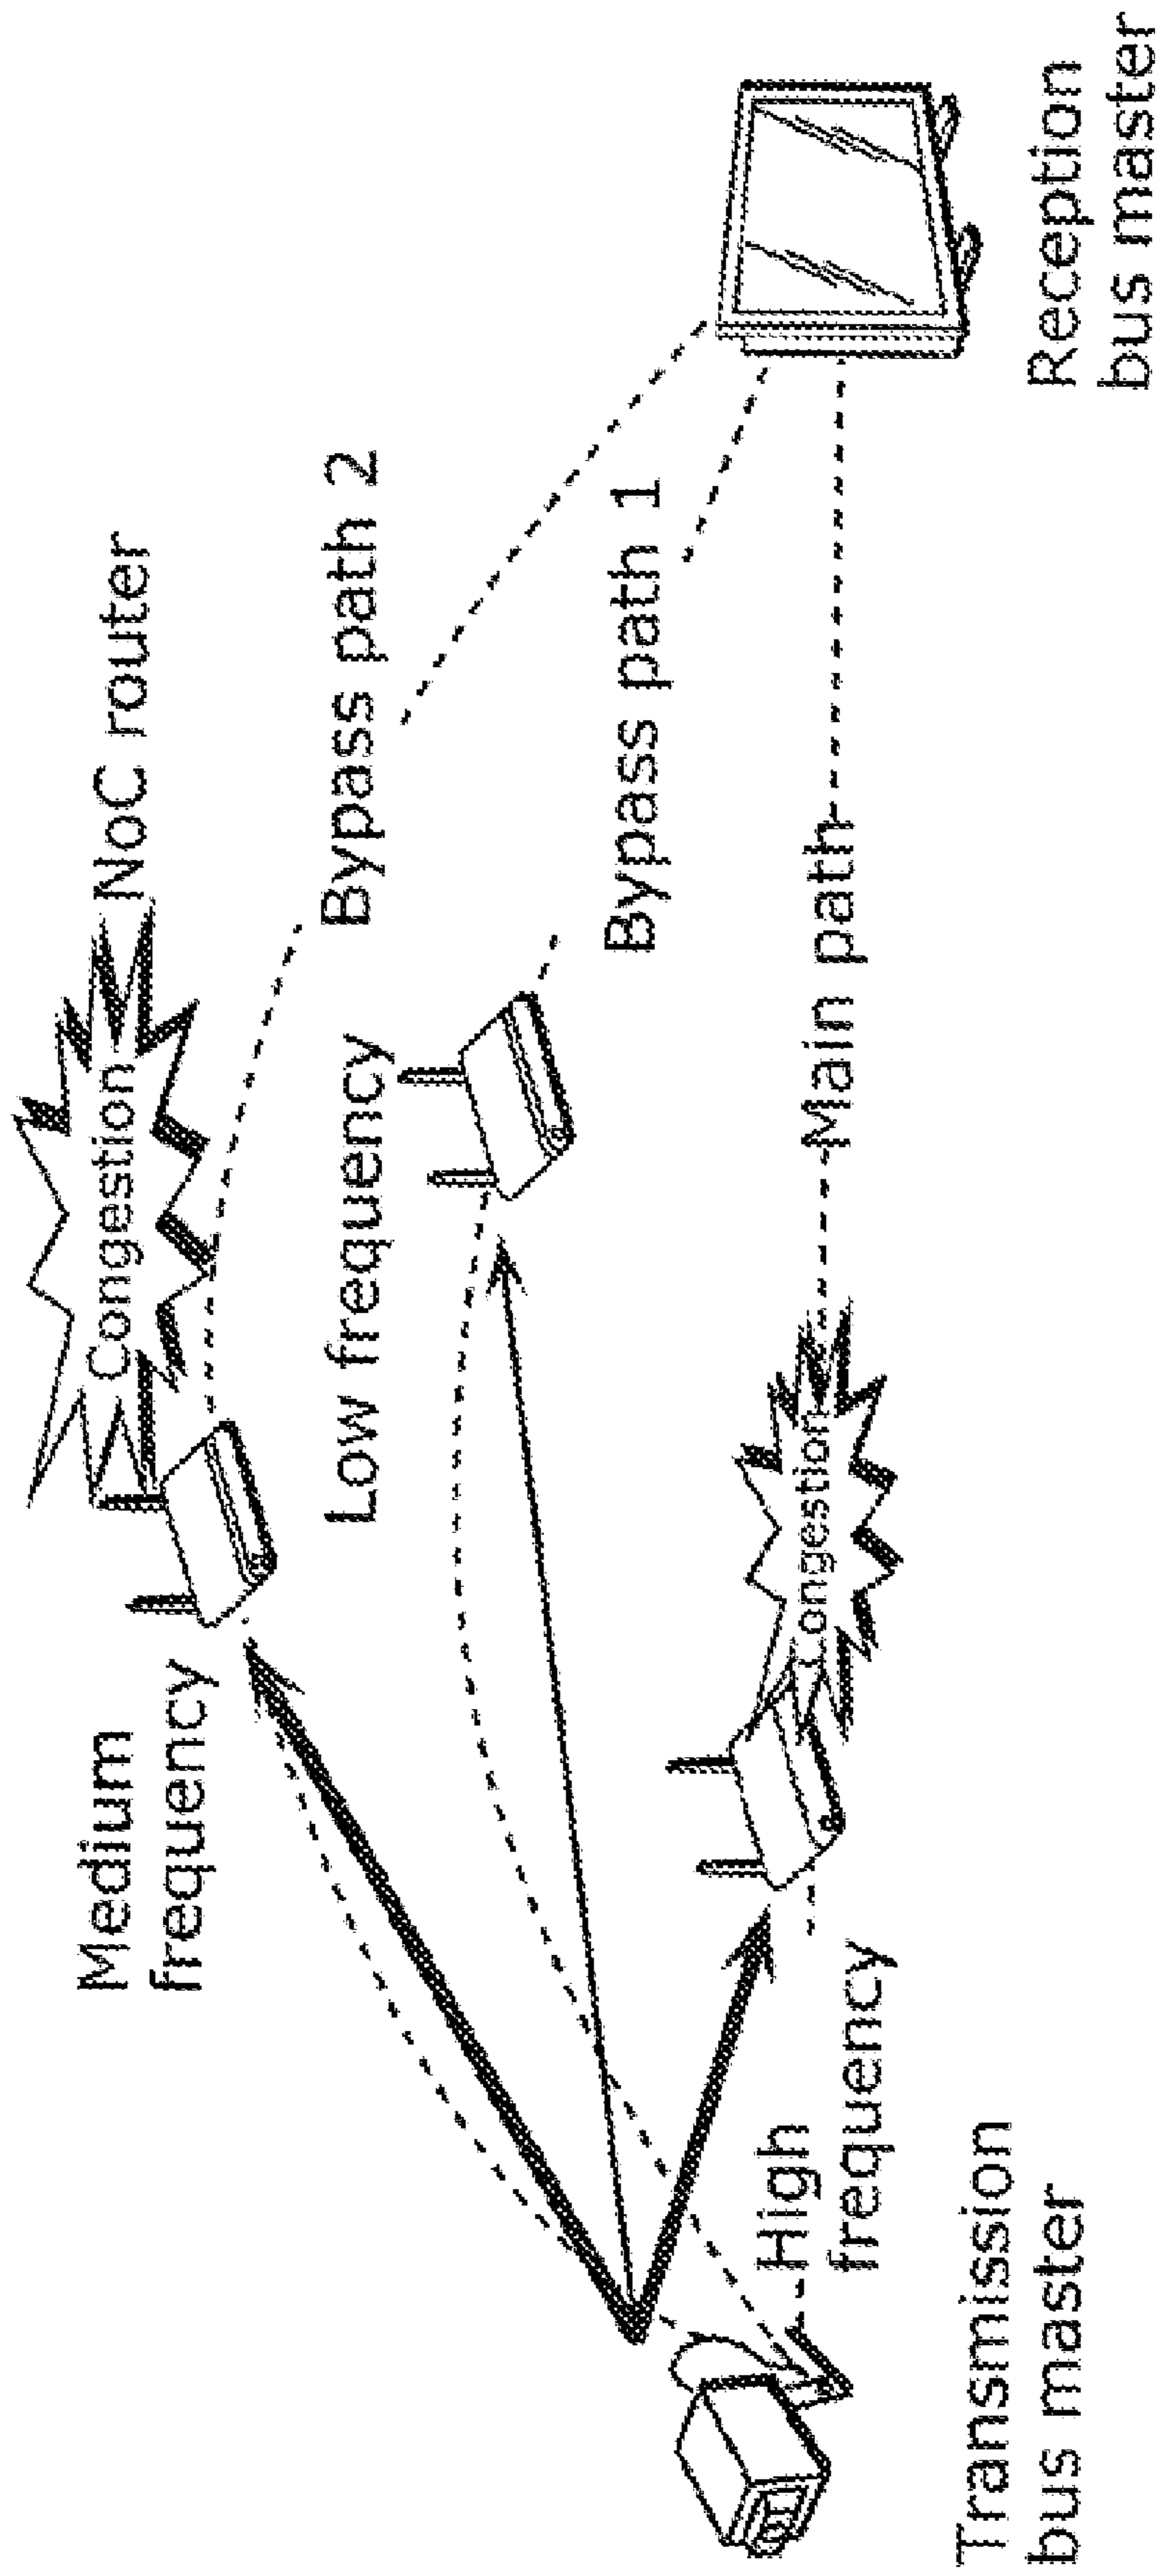 Medium
frequency
Congestion
NoC router
Low frequency
Bypass path 2
Bypass path 1
High
frequency
Congestion
Main path
Transmission
bus master
Reception
bus master